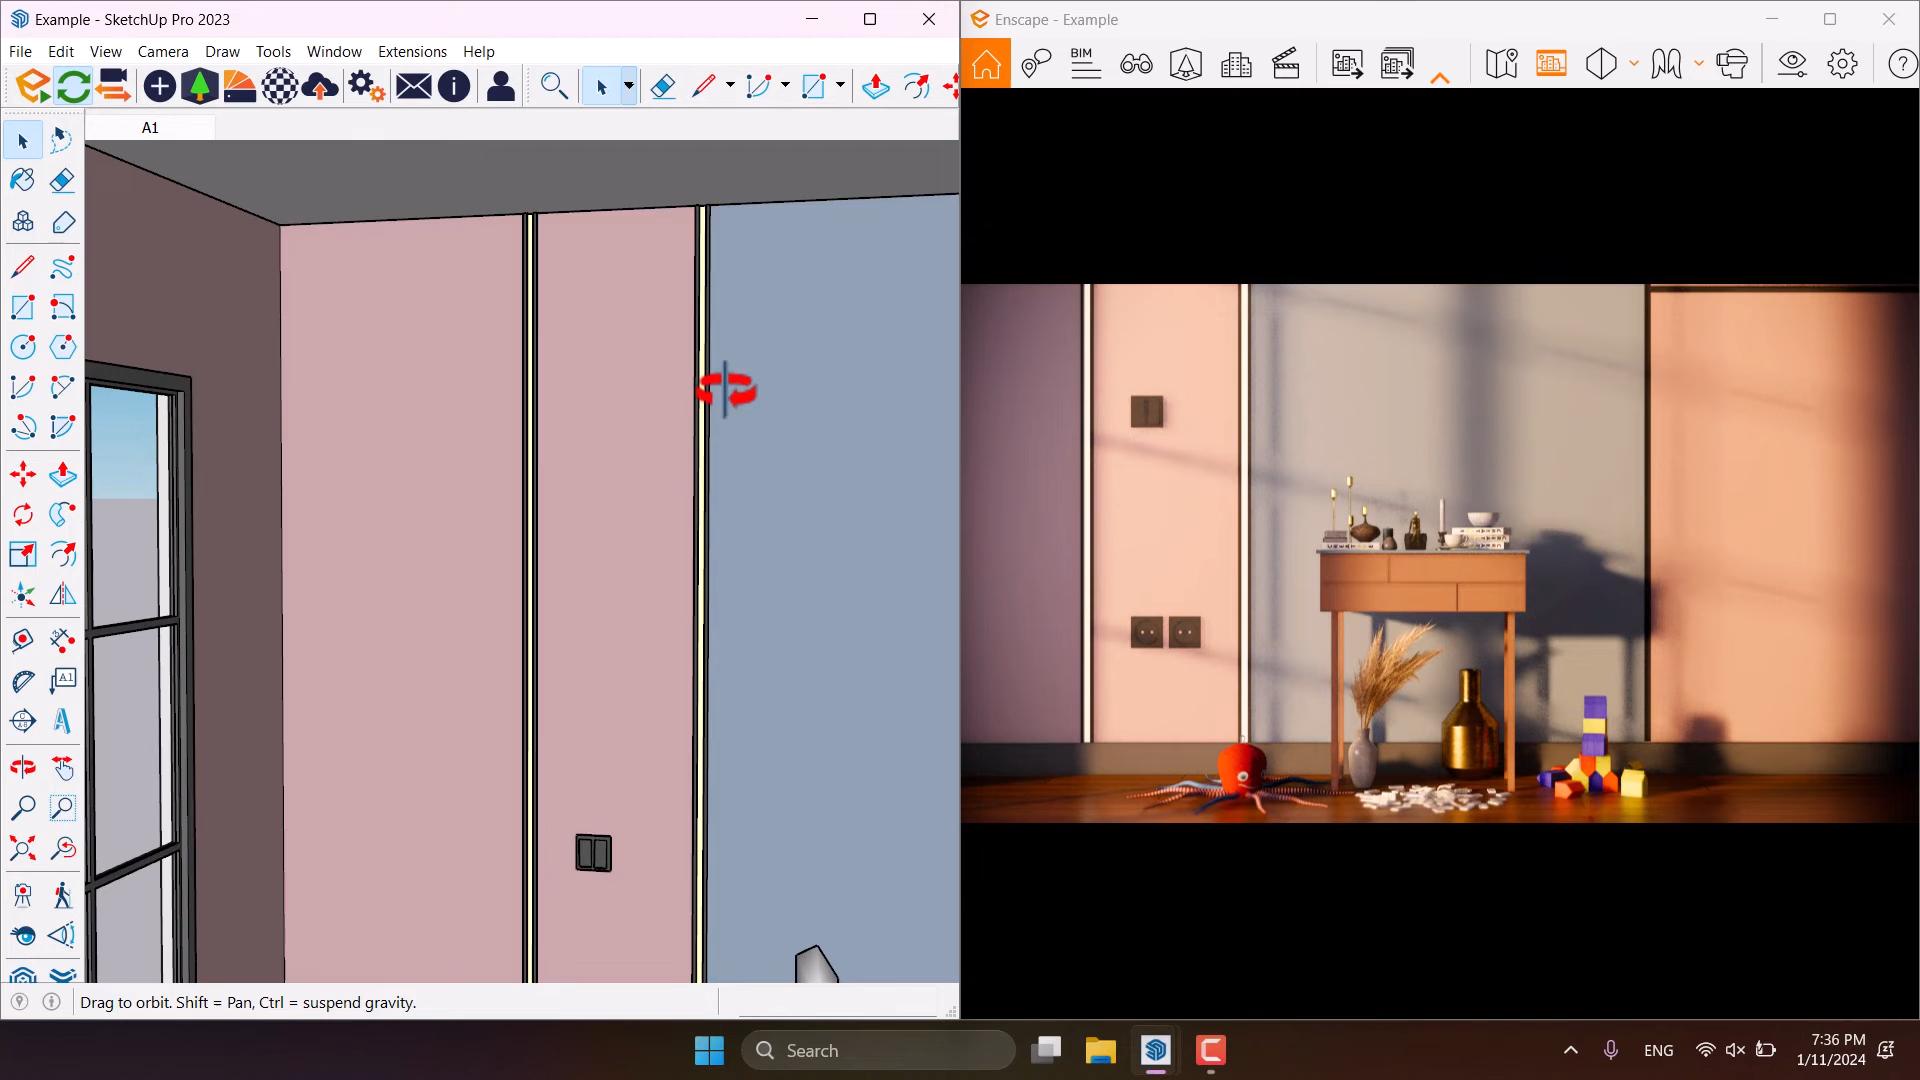 Example - SketchUp Pro 2023
File Edit View Camera Draw Tools Window Extensions Help
A1
A1
Drag to orbit. Shift = Pan, Ctrl = suspend gravity.
Enscape - Example
BIM
Search
ENG
7:36 PM
1/11/2024